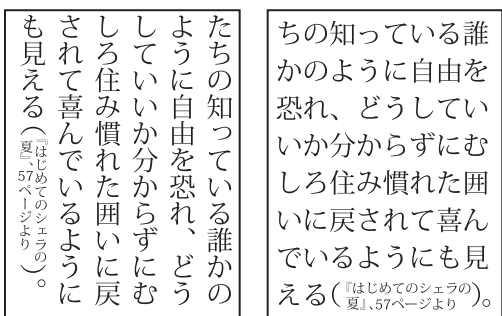 たちの知っている誰かの
ように自由を恐れ、どう
していいか分からずにむ
しろ住み慣れた囲いに戻
されて喜んでいるように
も見える(『はじめてのシェラの夏』、57ページより)。
ちの知っている誰
かのように自由を
恐れ、どうしてい
いか分からずにむ
しろ住み慣れた囲
いに戻されて喜ん
でいるようにも見
える(『はじめてのシェラの夏』、57ページより)。